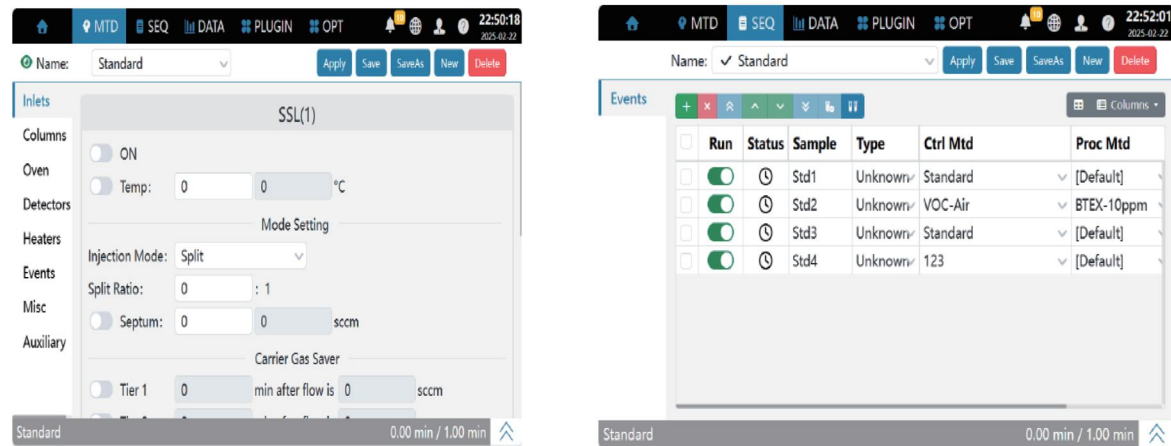 MTD SEQ DATA PLUGIN OPT 10 22:50:18
2025-02-22
Name: Standard Apply Save SaveAs New Delete
Inlets
Columns
Oven
Detectors
Heaters
Events
Misc
Auxiliary
SSL(1)
ON
Temp: 0 0 °C
Mode Setting
Injection Mode: Split
Split Ratio: 0 : 1
Septum: 0 0 sccm
Carrier Gas Saver
Tier 1 0 min after flow is 0 sccm
Standard 0.00 min / 1.00 min
MTD SEQ DATA PLUGIN OPT 10 22:52:01
2025-02-22
Name: Standard Apply Save SaveAs New Delete
Events
Columns
Run Status Sample Type Ctrl Mtd Proc Mtd
Std1 Unknown Standard [Default]
Std2 Unknown VOC-Air BTEX-10ppm
Std3 Unknown Standard [Default]
Std4 Unknown 123 [Default]
Standard 0.00 min / 1.00 min